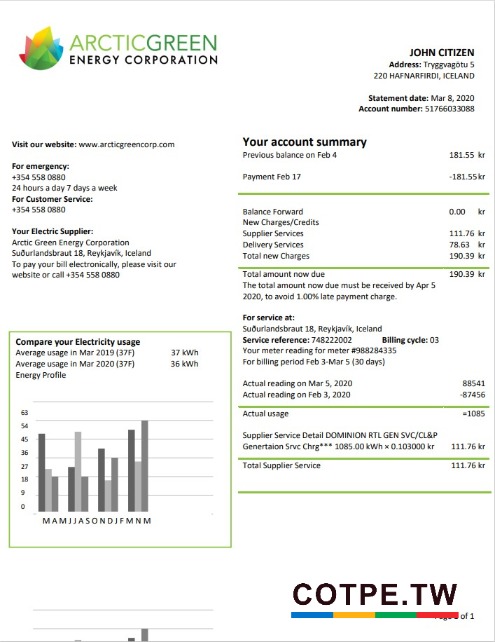 ARCTICGREEN
ENERGY CORPORATION
JOHN CITIZEN
Address: Tryggvagötu 5
220 HAFNARFIRDI, ICELAND
Statement date: Mar 8, 2020
Account number: 51766033088
Visit our website: www.arcticgreencorp.com
For emergency:
+354 558 0880
24 hours a day 7 days a week
For Customer Service:
+354 558 0880
Your Electric Supplier:
Arctic Green Energy Corporation
Suðurlandsraut 18, Reykjavík, Iceland
To pay your bill electronically, please visit our
website or call +354 558 0880
Your account summary
Previous balance on Feb 4 181.55 kr
Payment Feb 17 -181.55kr
Balance Forward 0.00 kr
New Charges/Credits
Supplier Services 111.76 kr
Delivery Services 78.63 kr
Total new Charges 190.39 kr
Total amount now due 190.39 kr
The total amount now due must be received by Apr 5
2020, to avoid 1.00% late payment charge.
For service at:
Suðurlandsbraut 18, Reykjavík, Iceland
Service reference: 748222002 Billing cycle: 03
Your meter reading for meter #988284335
For billing period Feb 3-Mar 5 (30 days)
Actual reading on Mar 5, 2020 88541
Actual reading on Feb 3, 2020 -87456
Actual usage =1085
Supplier Service Detail DOMINION RTL GEN SVC/CL&P
Genertaion Srvc Chrg*** 1085.00 kWh × 0.103000 kr 111.76 kr
Total Supplier Service 111.76 kr
Compare your Electricity usage
Average usage in Mar 2019 (37F) 37 kWh
Average usage in Mar 2020 (37F) 36 kWh
Energy Profile
63
54
45
36
27
18
9
0
M A M J J A S O N D J F M N M
COTPE.TW
of 1